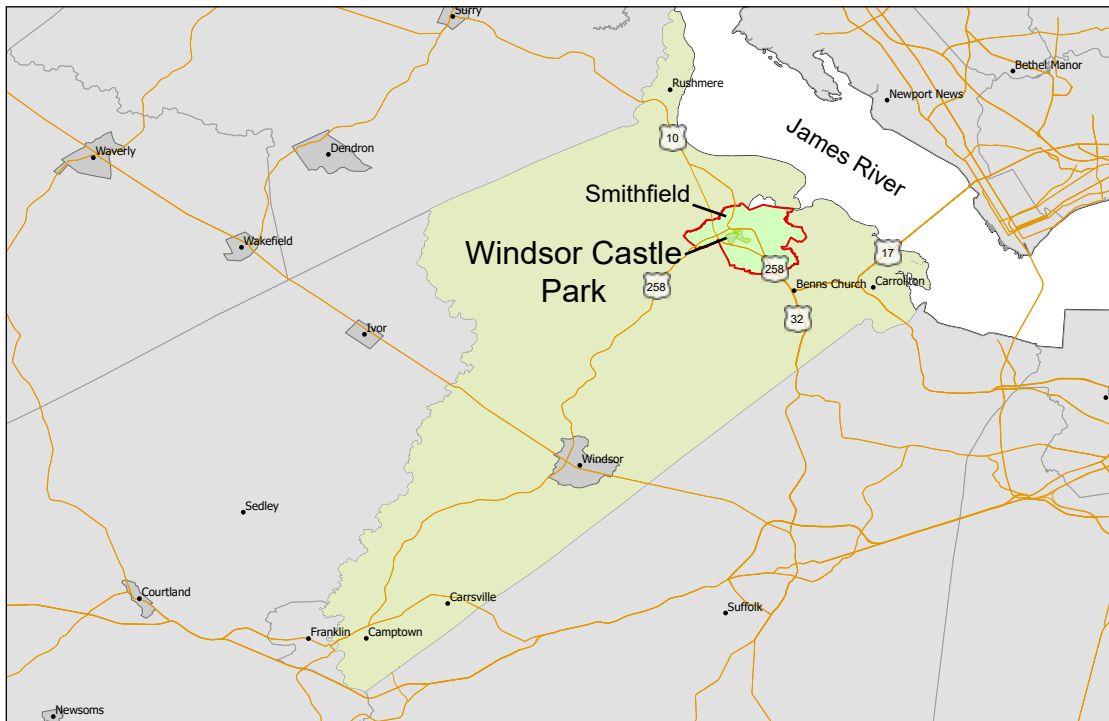 Surry
Bethel Manor
Rushmere
Newport News
10
James River
Waverly
Dendron
Smithfield
Wakefield
Windsor Castle
Park
17
258
258
Benns Church
Carrollton
32
Ivor
Windsor
Sedley
Courtland
Carrsville
Suffolk
Franklin
Camptown
Newsoms